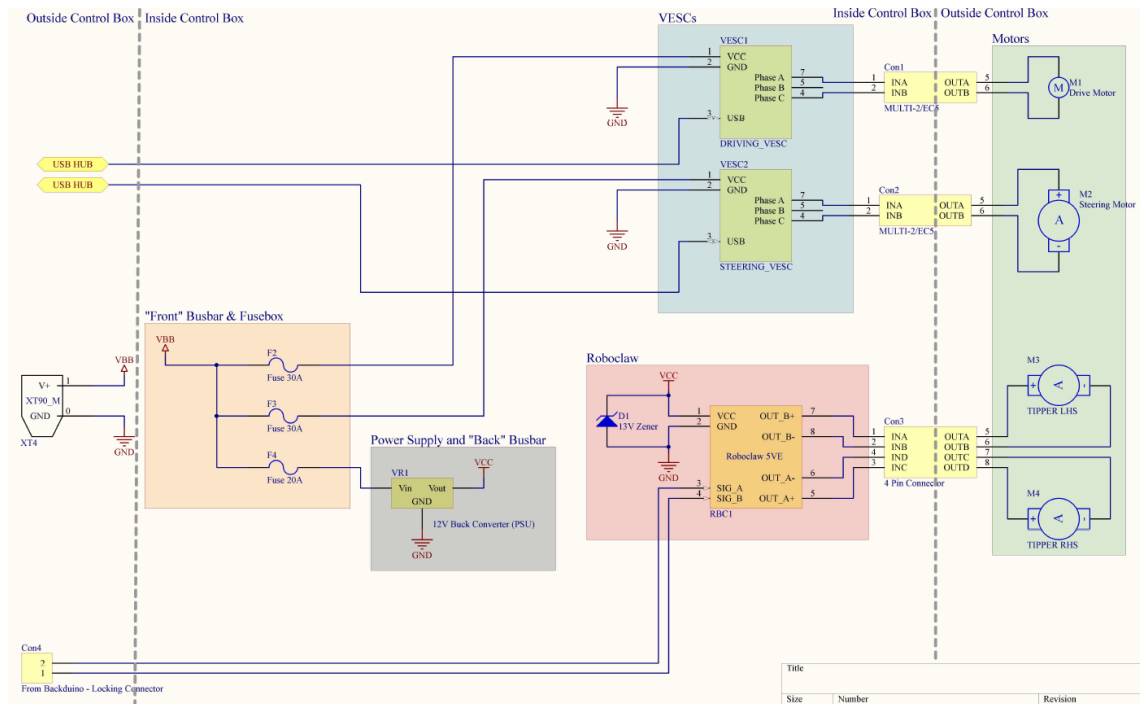 Outside Control Box
Inside Control Box
Inside Control Box
Outside Control Box
VESCs
Motors
VESC1
1 VCC
2 GND
Phase A 7
Phase B 5
Phase C 4
3 USB
DRIVING_VESC
GND
Con1
1 INA OUTA 5
2 INB OUTB 6
MULTI-2/EC5
M
M1
Drive Motor
USB HUB
USB HUB
VESC2
1 VCC
2 GND
Phase A 7
Phase B 5
Phase C 4
3 USB
STEERING_VESC
GND
Con2
1 INA OUTA 5
2 INB OUTB 6
MULTI-2/EC5
+
A
-
M2
Steering Motor
"Front" Busbar & Fusebox
VBB
F2
Fuse 30A
F3
Fuse 30A
F4
Fuse 20A
VBB
V+ 1
XT90_M
GND 0
XT4
GND
Power Supply and "Back" Busbar
VR1
Vin Vout
GND
VCC
12V Buck Converter (PSU)
GND
Roboclaw
VCC
D1
13V Zener
GND
1 VCC OUT_B+ 7
2 GND
OUT_B- 8
Roboclaw 5VE
OUT_A- 6
3 SIG_A
4 SIG_B OUT_A+ 5
RBC1
Con3
1 INA OUTA 5
2 INB OUTB 6
4 IND OUTC 7
3 INC OUTD 8
4 Pin Connector
M3
+ A -
TIPPER LHS
M4
+ A -
TIPPER RHS
Con4
2
1
From Backduino - Locking Connector
Title
Size Number Revision